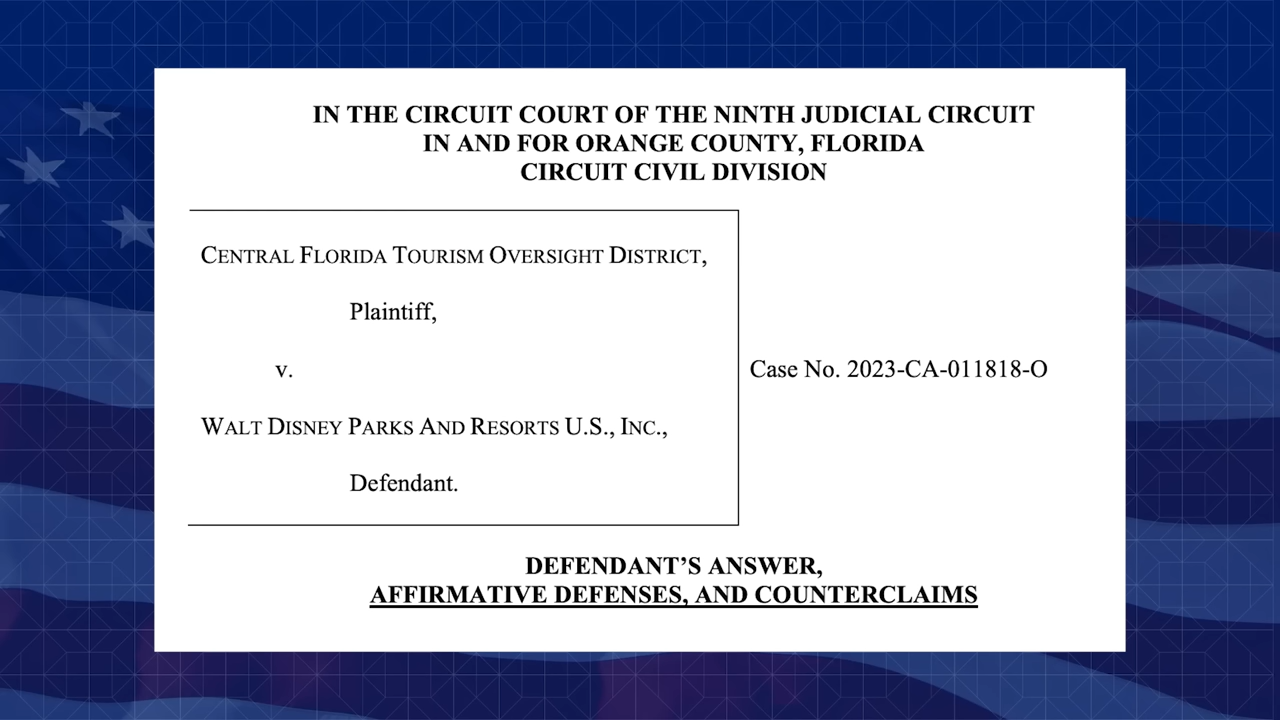 IN THE CIRCUIT COURT OF THE NINTH JUDICIAL CIRCUIT
IN AND FOR ORANGE COUNTY, FLORIDA
CIRCUIT CIVIL DIVISION
CENTRAL FLORIDA TOURISM OVERSIGHT DISTRICT,
Plaintiff,
v.
Case No. 2023-CA-011818-O
WALT DISNEY PARKS AND RESORTS U.S., INC.,
Defendant.
DEFENDANT’S ANSWER,
AFFIRMATIVE DEFENSES, AND COUNTERCLAIMS